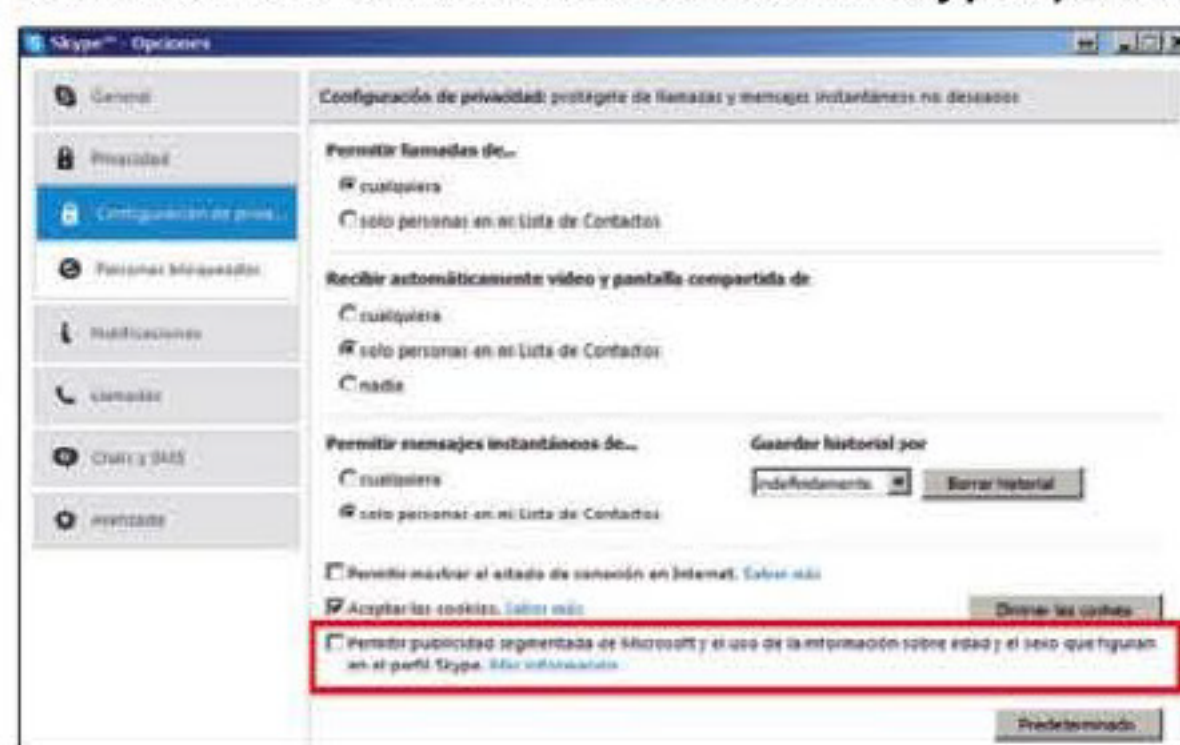 Skype™ - Opciones
General
Privacidad
Configuración de priva...
Personas bloqueadas
Notificaciones
Llamadas
Chats y SMS
Avanzada
Configuración de privacidad: protégete de llamadas y mensajes instantáneos no deseados
Permitir llamadas de...
cualquiera
solo personas en mi Lista de Contactos
Recibir automáticamente vídeo y pantalla compartida de
cualquiera
solo personas en mi Lista de Contactos
nadie
Permitir mensajes instantáneos de...
cualquiera
solo personas en mi Lista de Contactos
Guardar historial por
indefinidamente
Borrar historial
Permitir mostrar el estado de conexión en Internet. Saber más
Aceptar las cookies. Saber más
las cookies
Permitir publicidad segmentada de Microsoft y el uso de la información sobre edad y el sexo que figuran
en el perfil Skype. Más información
Predeterminado